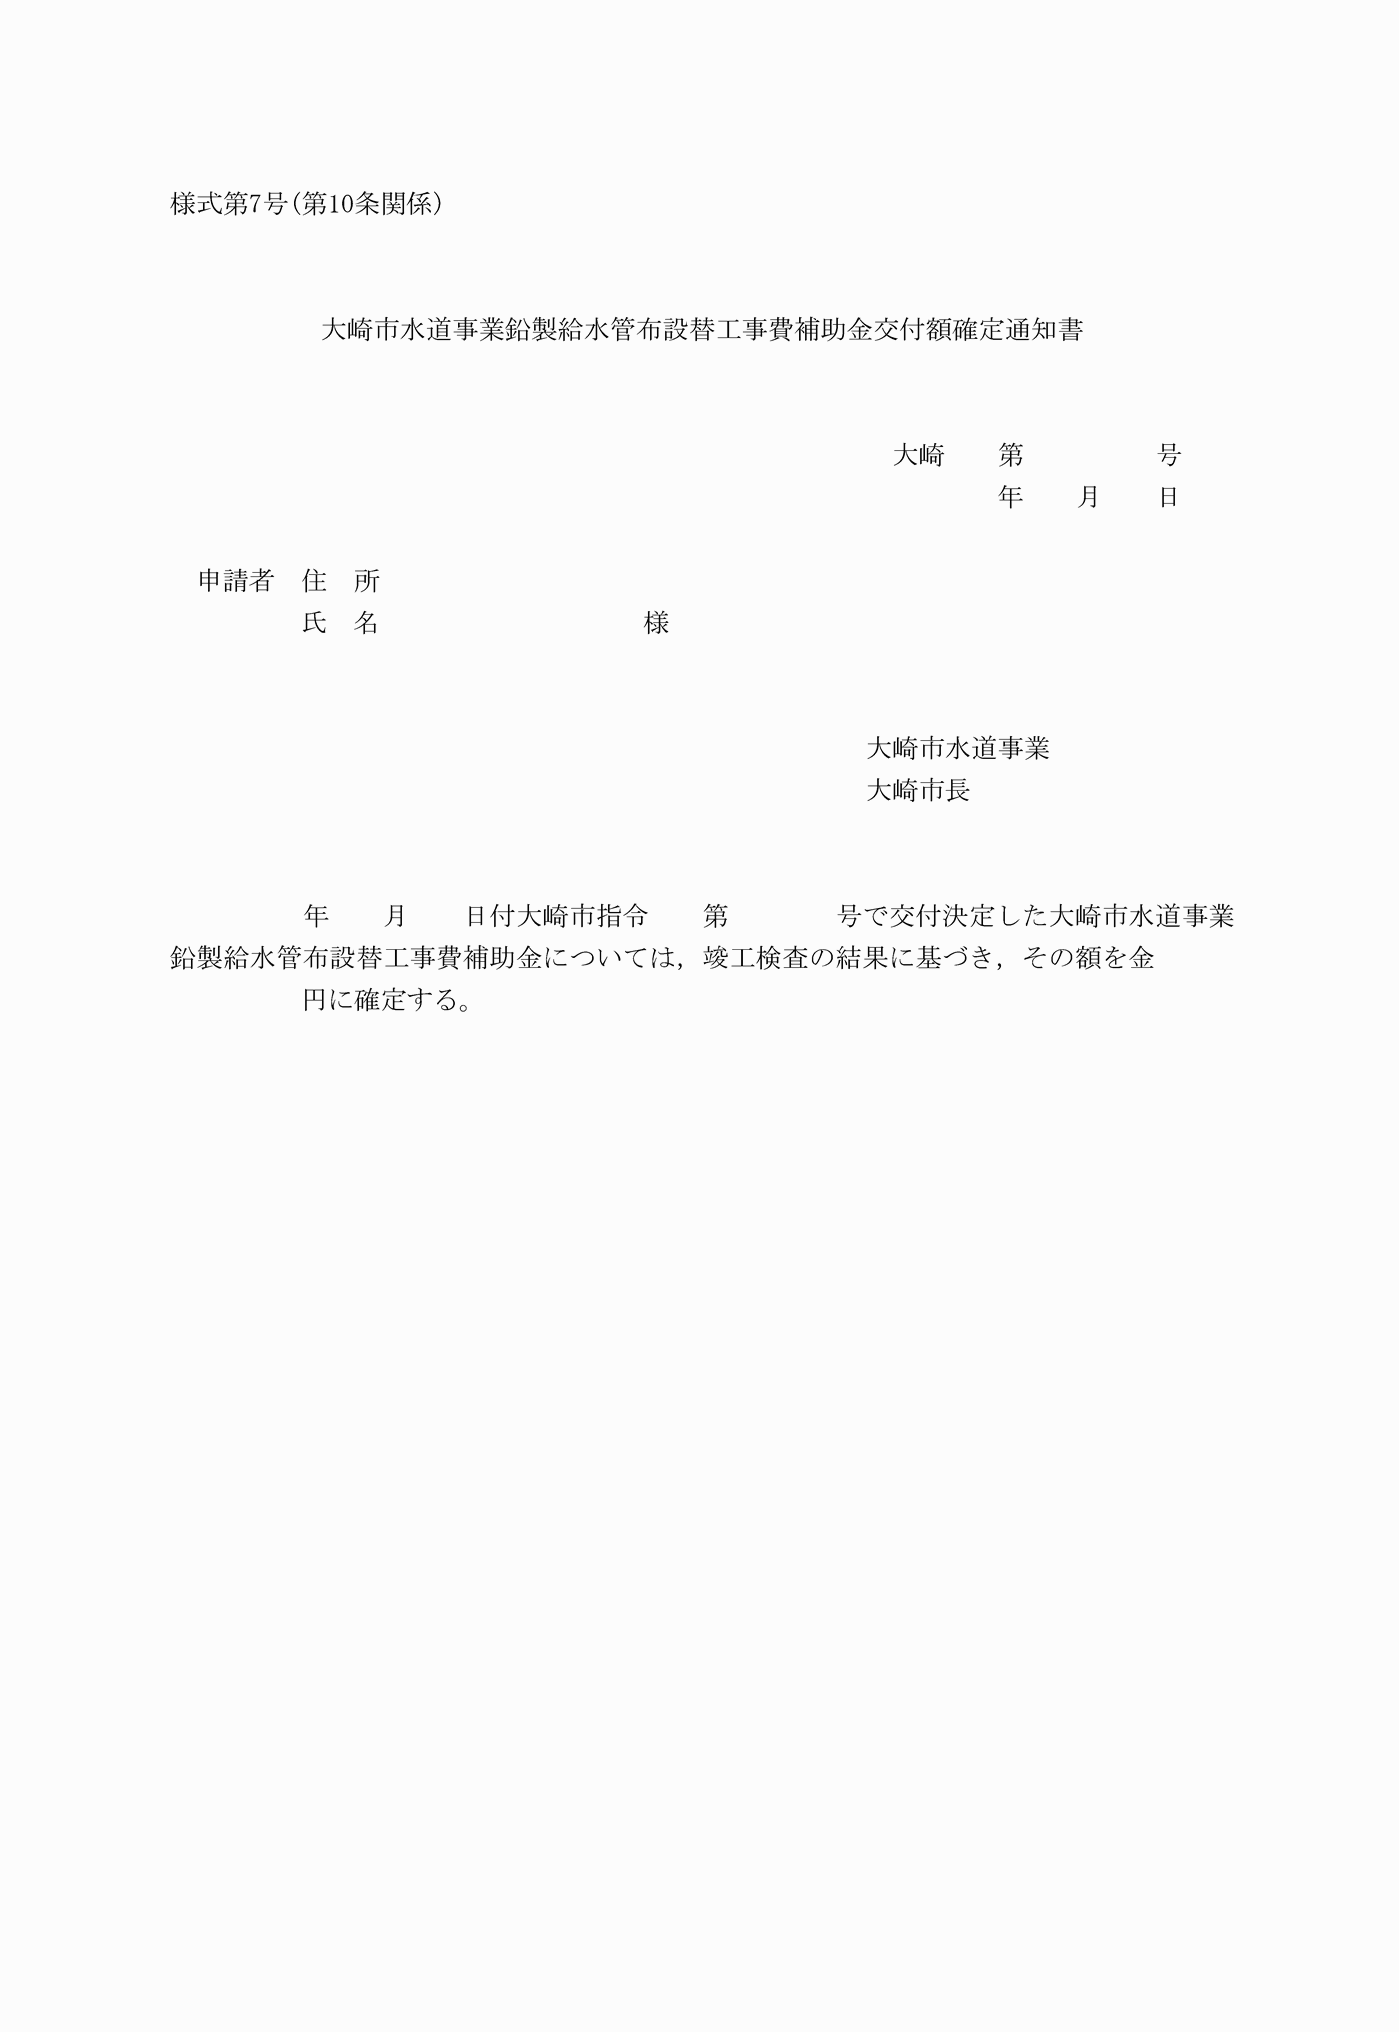 様式第7号(第10条関係)
大崎市水道事業鉛製給水管布設替工事費補助金交付額確定通知書
大崎　　第　　　　　号
年　　月　　日
申請者　住　所
氏　名　　　　　　　　　　様
大崎市水道事業
大崎市長
年　　月　　日付大崎市指令　　第　　　　号で交付決定した大崎市水道事業
鉛製給水管布設替工事費補助金については，竣工検査の結果に基づき，その額を金
円に確定する。